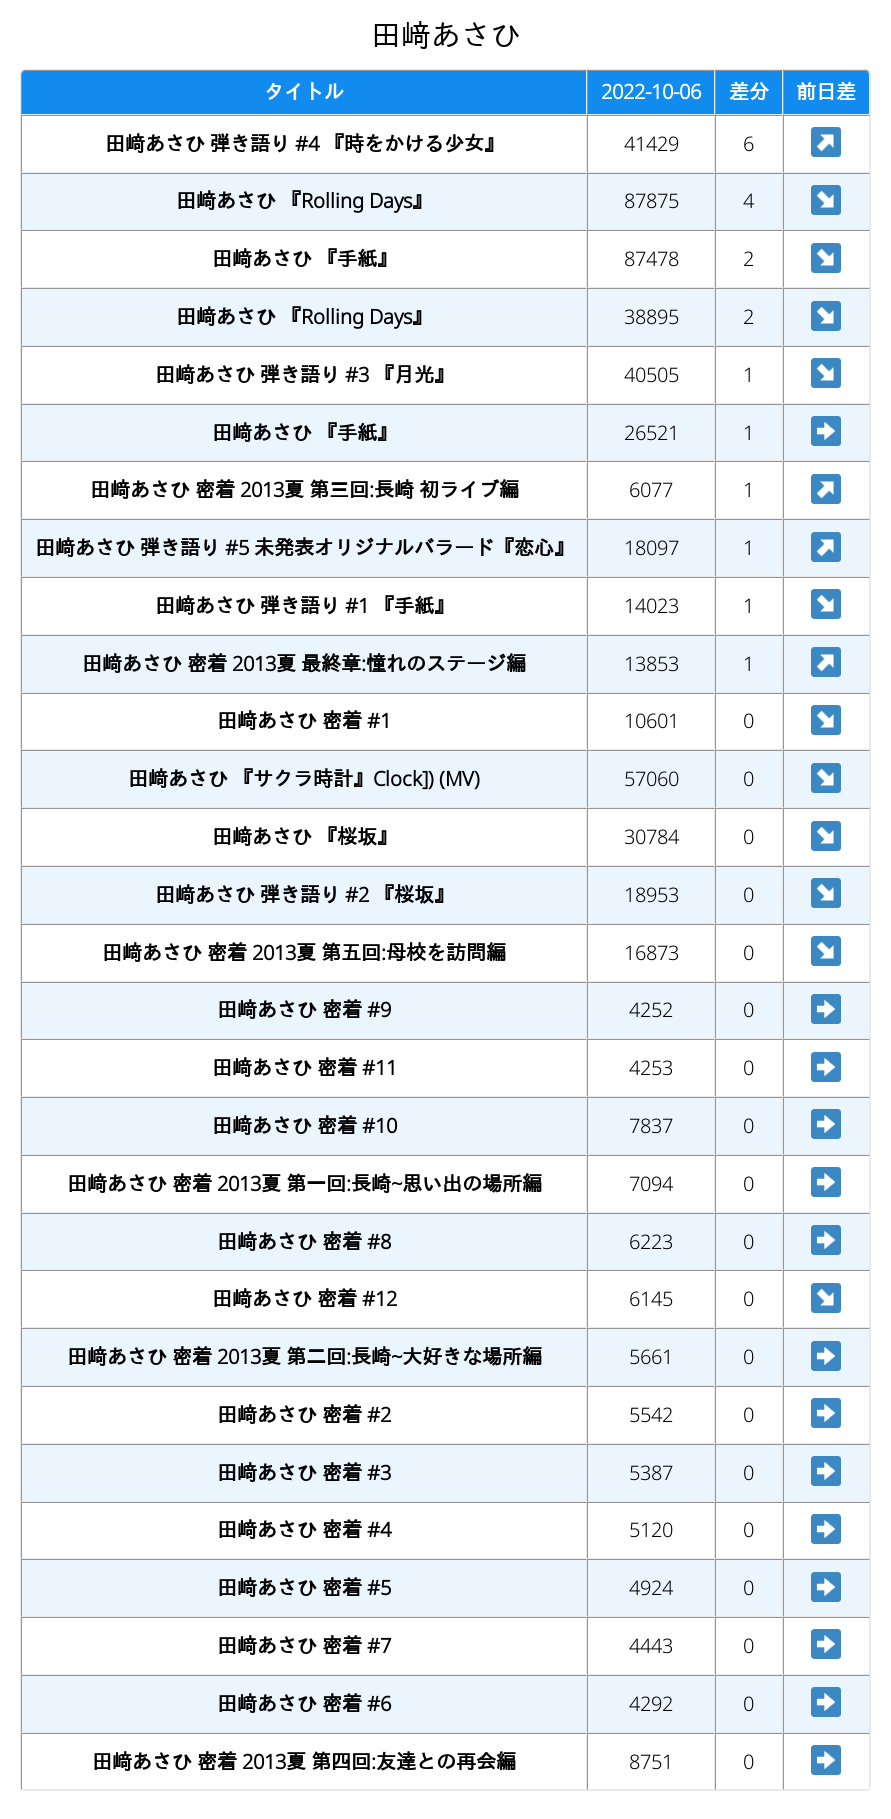 田﨑あさひ
タイトル 2022-10-06 差分 前日差
田﨑あさひ 弾き語り #4 『時をかける少女』 41429 6 ↗
田﨑あさひ 『Rolling Days』 87875 4 ↘
田﨑あさひ 『手紙』 87478 2 ↘
田﨑あさひ 『Rolling Days』 38895 2 ↘
田﨑あさひ 弾き語り #3 『月光』 40505 1 ↘
田﨑あさひ 『手紙』 26521 1 ➡
田﨑あさひ 密着 2013夏 第三回:長崎 初ライブ編 6077 1 ↗
田﨑あさひ 弾き語り #5 未発表オリジナルバラード『恋心』 18097 1 ↗
田﨑あさひ 弾き語り #1 『手紙』 14023 1 ↘
田﨑あさひ 密着 2013夏 最終章:憧れのステージ編 13853 1 ↗
田﨑あさひ 密着 #1 10601 0 ↘
田﨑あさひ 『サクラ時計』Clock]) (MV) 57060 0 ↘
田﨑あさひ 『桜坂』 30784 0 ↘
田﨑あさひ 弾き語り #2 『桜坂』 18953 0 ↘
田﨑あさひ 密着 2013夏 第五回:母校を訪問編 16873 0 ↘
田﨑あさひ 密着 #9 4252 0 ➡
田﨑あさひ 密着 #11 4253 0 ➡
田﨑あさひ 密着 #10 7837 0 ➡
田﨑あさひ 密着 2013夏 第一回:長崎~思い出の場所編 7094 0 ➡
田﨑あさひ 密着 #8 6223 0 ➡
田﨑あさひ 密着 #12 6145 0 ↘
田﨑あさひ 密着 2013夏 第二回:長崎~大好きな場所編 5661 0 ➡
田﨑あさひ 密着 #2 5542 0 ➡
田﨑あさひ 密着 #3 5387 0 ➡
田﨑あさひ 密着 #4 5120 0 ➡
田﨑あさひ 密着 #5 4924 0 ➡
田﨑あさひ 密着 #7 4443 0 ➡
田﨑あさひ 密着 #6 4292 0 ➡
田﨑あさひ 密着 2013夏 第四回:友達との再会編 8751 0 ➡